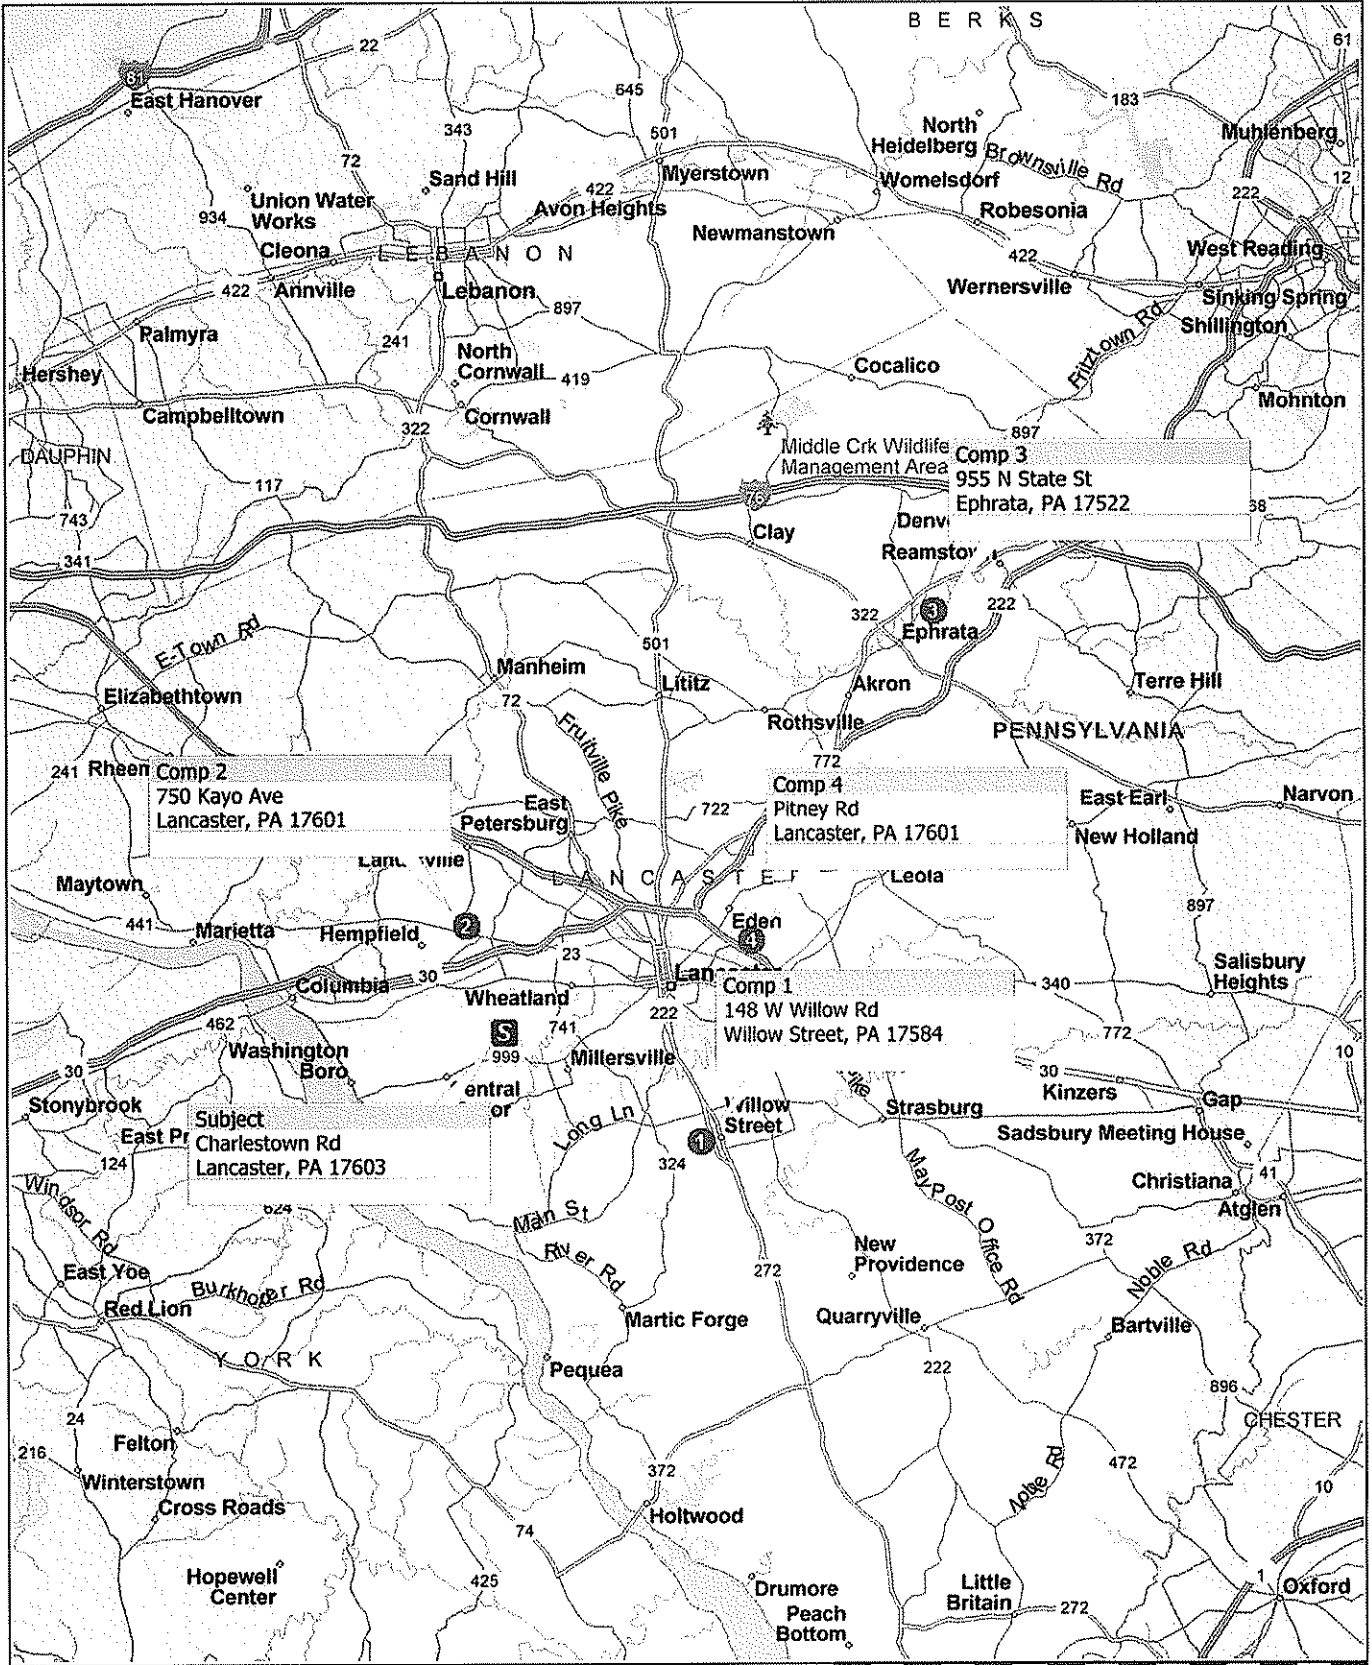 BERKS
61
22
81
East Hanover
645
183
343
501
North
Heidelberg
Muhlenberg
Brownsville Rd
72
Sand Hill
Myerstown
Womelsdorf
12
422
222
Union Water
Works
934
Avon Heights
Robesonia
Newmanstown
Cleona
LEBANON
West Reading
422
Annville
422
Lebanon
Wernersville
Sinking Spring
897
Palmyra
Shillington
241
Fritztown Rd
North
Cornwall
Cocalico
Hershey
419
Mohnton
Campbelltown
Cornwall
322
897
Middle Crk Wildlife
Management Area
DAUPHIN
Comp 3
955 N State St
Ephrata, PA 17522
117
76
743
Clay
341
322
3
222
Ephrata
E-Town Rd
501
Manheim
Lititz
Akron
Terre Hill
Elizabethtown
72
Rothsville
Fruitville Pike
PENNSYLVANIA
772
241
Comp 2
750 Kayo Ave
Lancaster, PA 17601
Comp 4
Pitney Rd
Lancaster, PA 17601
East
Petersburg
722
East Earl
Narvon
New Holland
LANCASTER
Leola
Maytown
897
441
Marietta
Hempfield
2
Eden
4
23
Salisbury
Heights
30
Columbia
Wheatland
Lancaster
340
Comp 1
148 W Willow Rd
Willow Street, PA 17584
222
462
S
741
772
Washington
Boro
999
Millersville
10
30
30
Kinzers
Stonybrook
Gap
Subject
Charlestown Rd
Lancaster, PA 17603
Long Ln
Willow
Street
Strasburg
1
Sadsbury Meeting House
124
324
41
May Post Office Rd
Christiana
Windsor Rd
Atglen
624
Main St
372
River Rd
New
Providence
Noble Rd
272
East Yoe
Burkholder Rd
Red Lion
Martic Forge
Quarryville
Bartville
YORK
Pequea
222
896
24
CHESTER
Felton
216
372
472
Winterstown
10
Cross Roads
Holtwood
74
Hopewell
Center
425
Drumore
Little
Britain
1
Oxford
Peach
Bottom
272